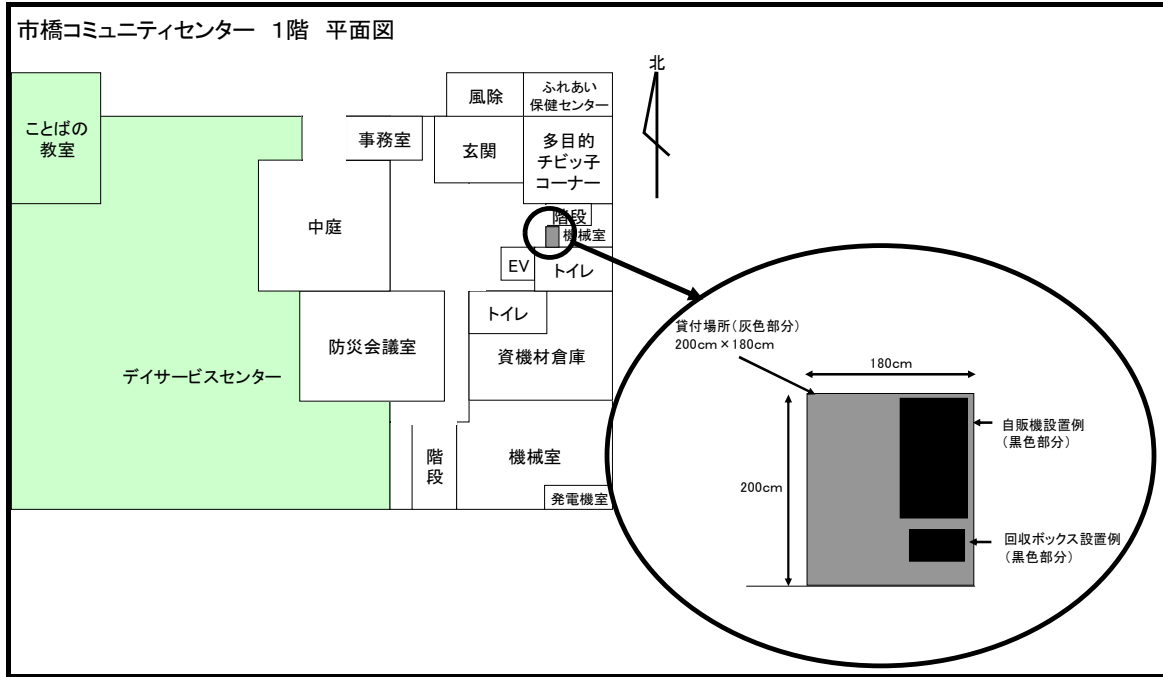 市橋コミュニティセンター 1階 平面図
北
風除
ふれあい
保健センター
ことばの
教室
事務室
玄関
多目的
チビッ子
コーナー
中庭
階段
機械室
EV
トイレ
トイレ
防災会議室
資機材倉庫
デイサービスセンター
階
段
機械室
発電機室
貸付場所(灰色部分)
200cm×180cm
180cm
200cm
自販機設置例
(黒色部分)
回収ボックス設置例
(黒色部分)